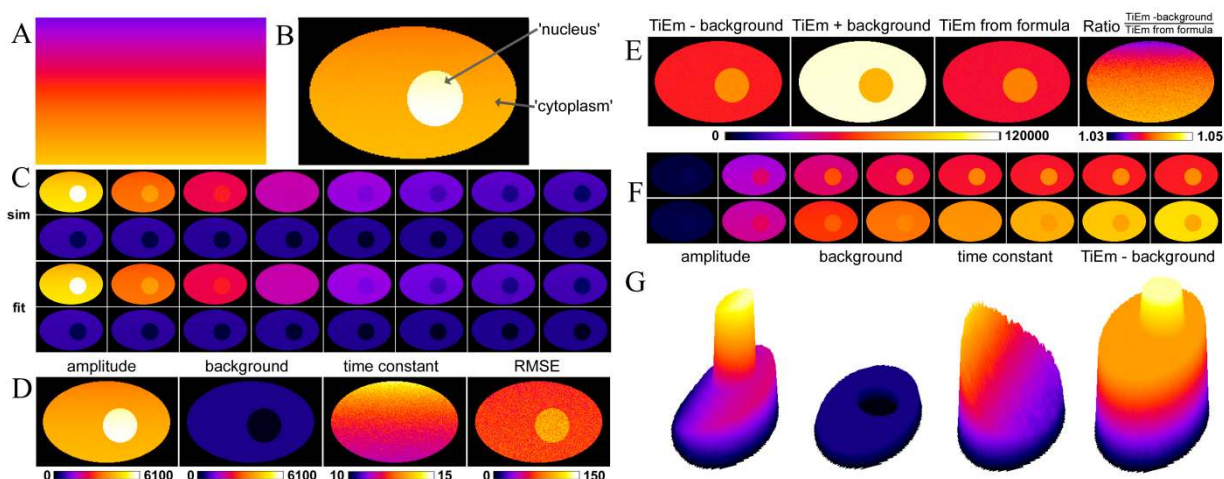 A
B
'nucleus'
'cytoplasm'
C
sim
fit
amplitude background time constant RMSE
D
0 6100 0 6100 10 15 0 150
TiEm - background TiEm + background TiEm from formula Ratio TiEm -background
TiEm from formula
E
0 120000 1.03 1.05
F
amplitude background time constant TiEm - background
G